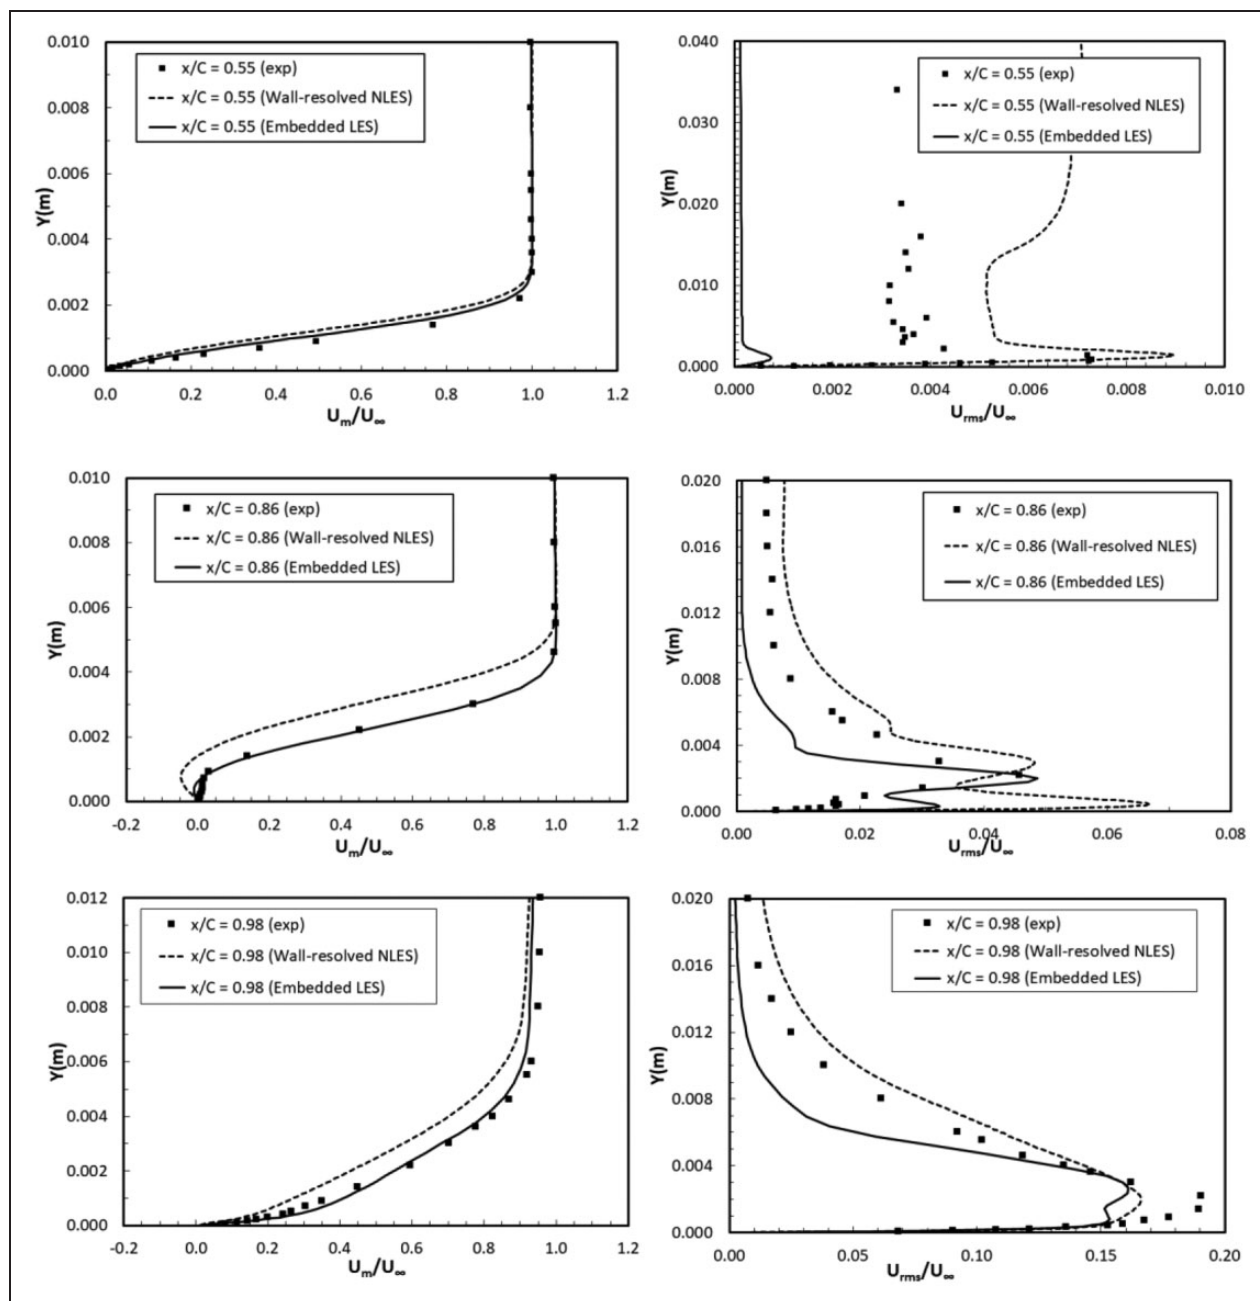 0.010
0.008
0.006
0.004
0.002
0.000
Y(m)
x/C = 0.55 (exp)
x/C = 0.55 (Wall-resolved NLES)
x/C = 0.55 (Embedded LES)
0.0 0.2 0.4 0.6 0.8 1.0 1.2
Um/U∞
0.040
0.030
0.020
0.010
0.000
Y(m)
x/C = 0.55 (exp)
x/C = 0.55 (Wall-resolved NLES)
x/C = 0.55 (Embedded LES)
0.000 0.002 0.004 0.006 0.008 0.010
Urms/U∞
0.010
0.008
0.006
0.004
0.002
0.000
Y(m)
x/C = 0.86 (exp)
x/C = 0.86 (Wall-resolved NLES)
x/C = 0.86 (Embedded LES)
-0.2 0.0 0.2 0.4 0.6 0.8 1.0 1.2
Um/U∞
0.020
0.016
0.012
0.008
0.004
0.000
Y(m)
x/C = 0.86 (exp)
x/C = 0.86 (Wall-resolved NLES)
x/C = 0.86 (Embedded LES)
0.00 0.02 0.04 0.06 0.08
Urms/U∞
0.012
0.010
0.008
0.006
0.004
0.002
0.000
Y(m)
x/C = 0.98 (exp)
x/C = 0.98 (Wall-resolved NLES)
x/C = 0.98 (Embedded LES)
-0.2 0.0 0.2 0.4 0.6 0.8 1.0 1.2
Um/U∞
0.020
0.016
0.012
0.008
0.004
0.000
Y(m)
x/C = 0.98 (exp)
x/C = 0.98 (Wall-resolved NLES)
x/C = 0.98 (Embedded LES)
0.00 0.05 0.10 0.15 0.20
Urms/U∞